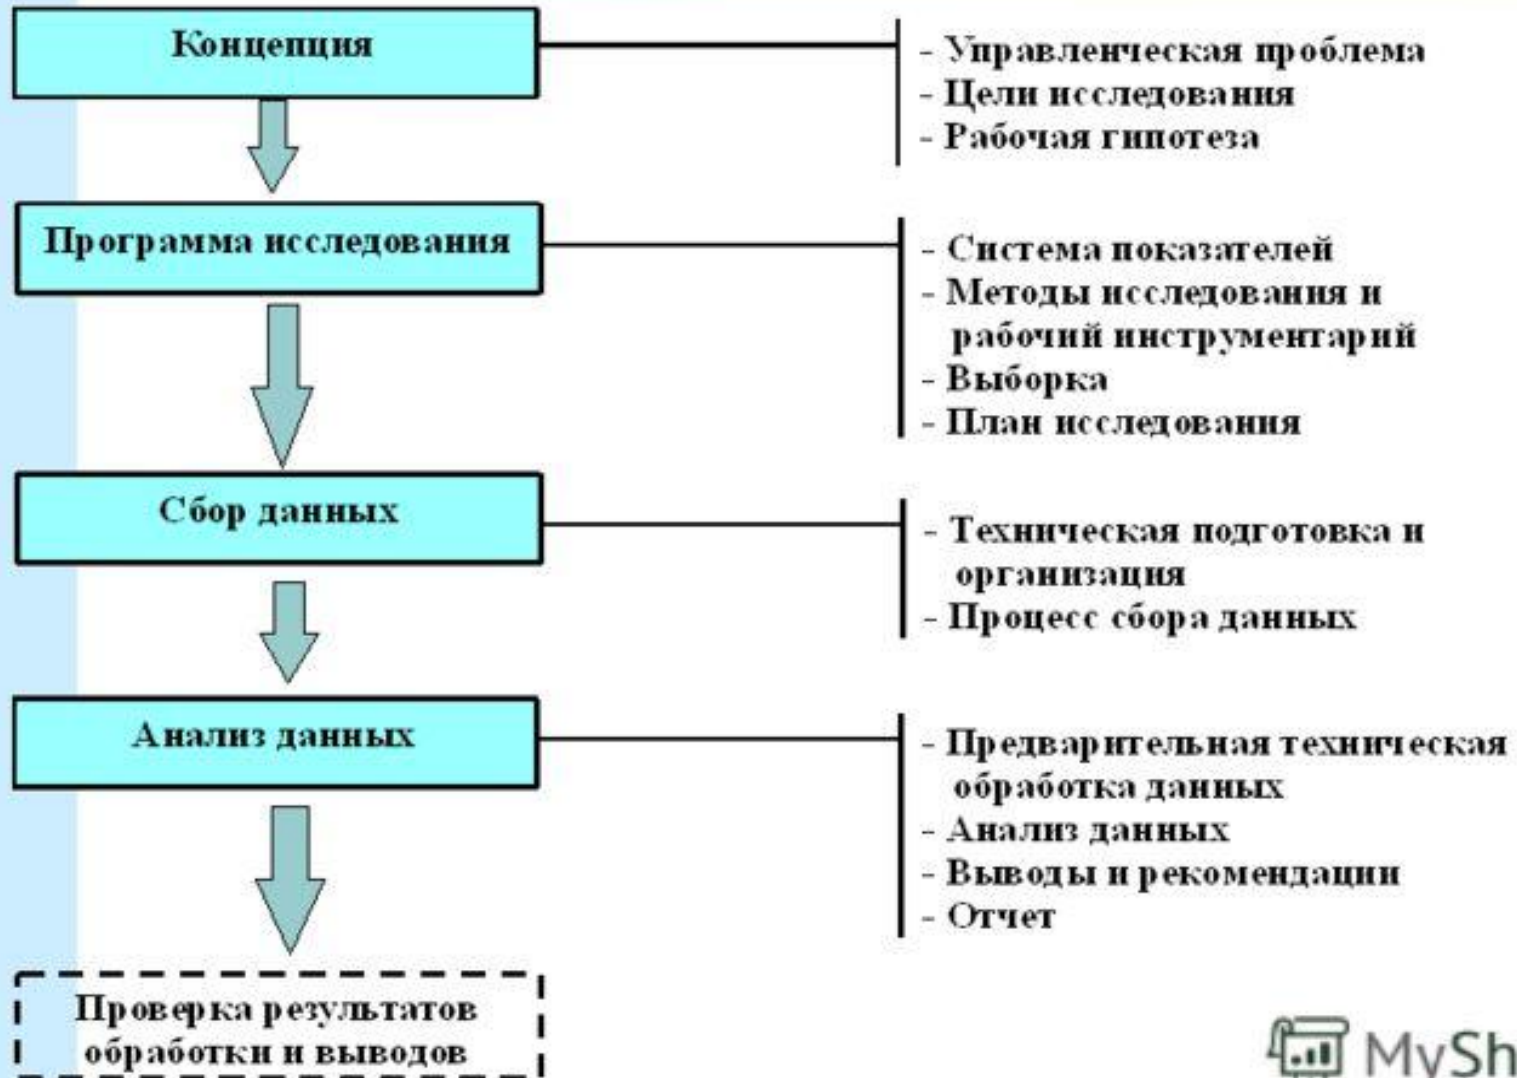 Концепция
- Управленческая проблема
- Цели исследования
- Рабочая гипотеза
Программа исследования
- Система показателей
- Методы исследования и
рабочий инструментарий
- Выборка
- План исследования
Сбор данных
- Техническая подготовка и
организация
- Процесс сбора данных
Анализ данных
- Предварительная техническая
обработка данных
- Анализ данных
- Выводы и рекомендации
- Отчет
Проверка результатов
обработки и выводов
MySh